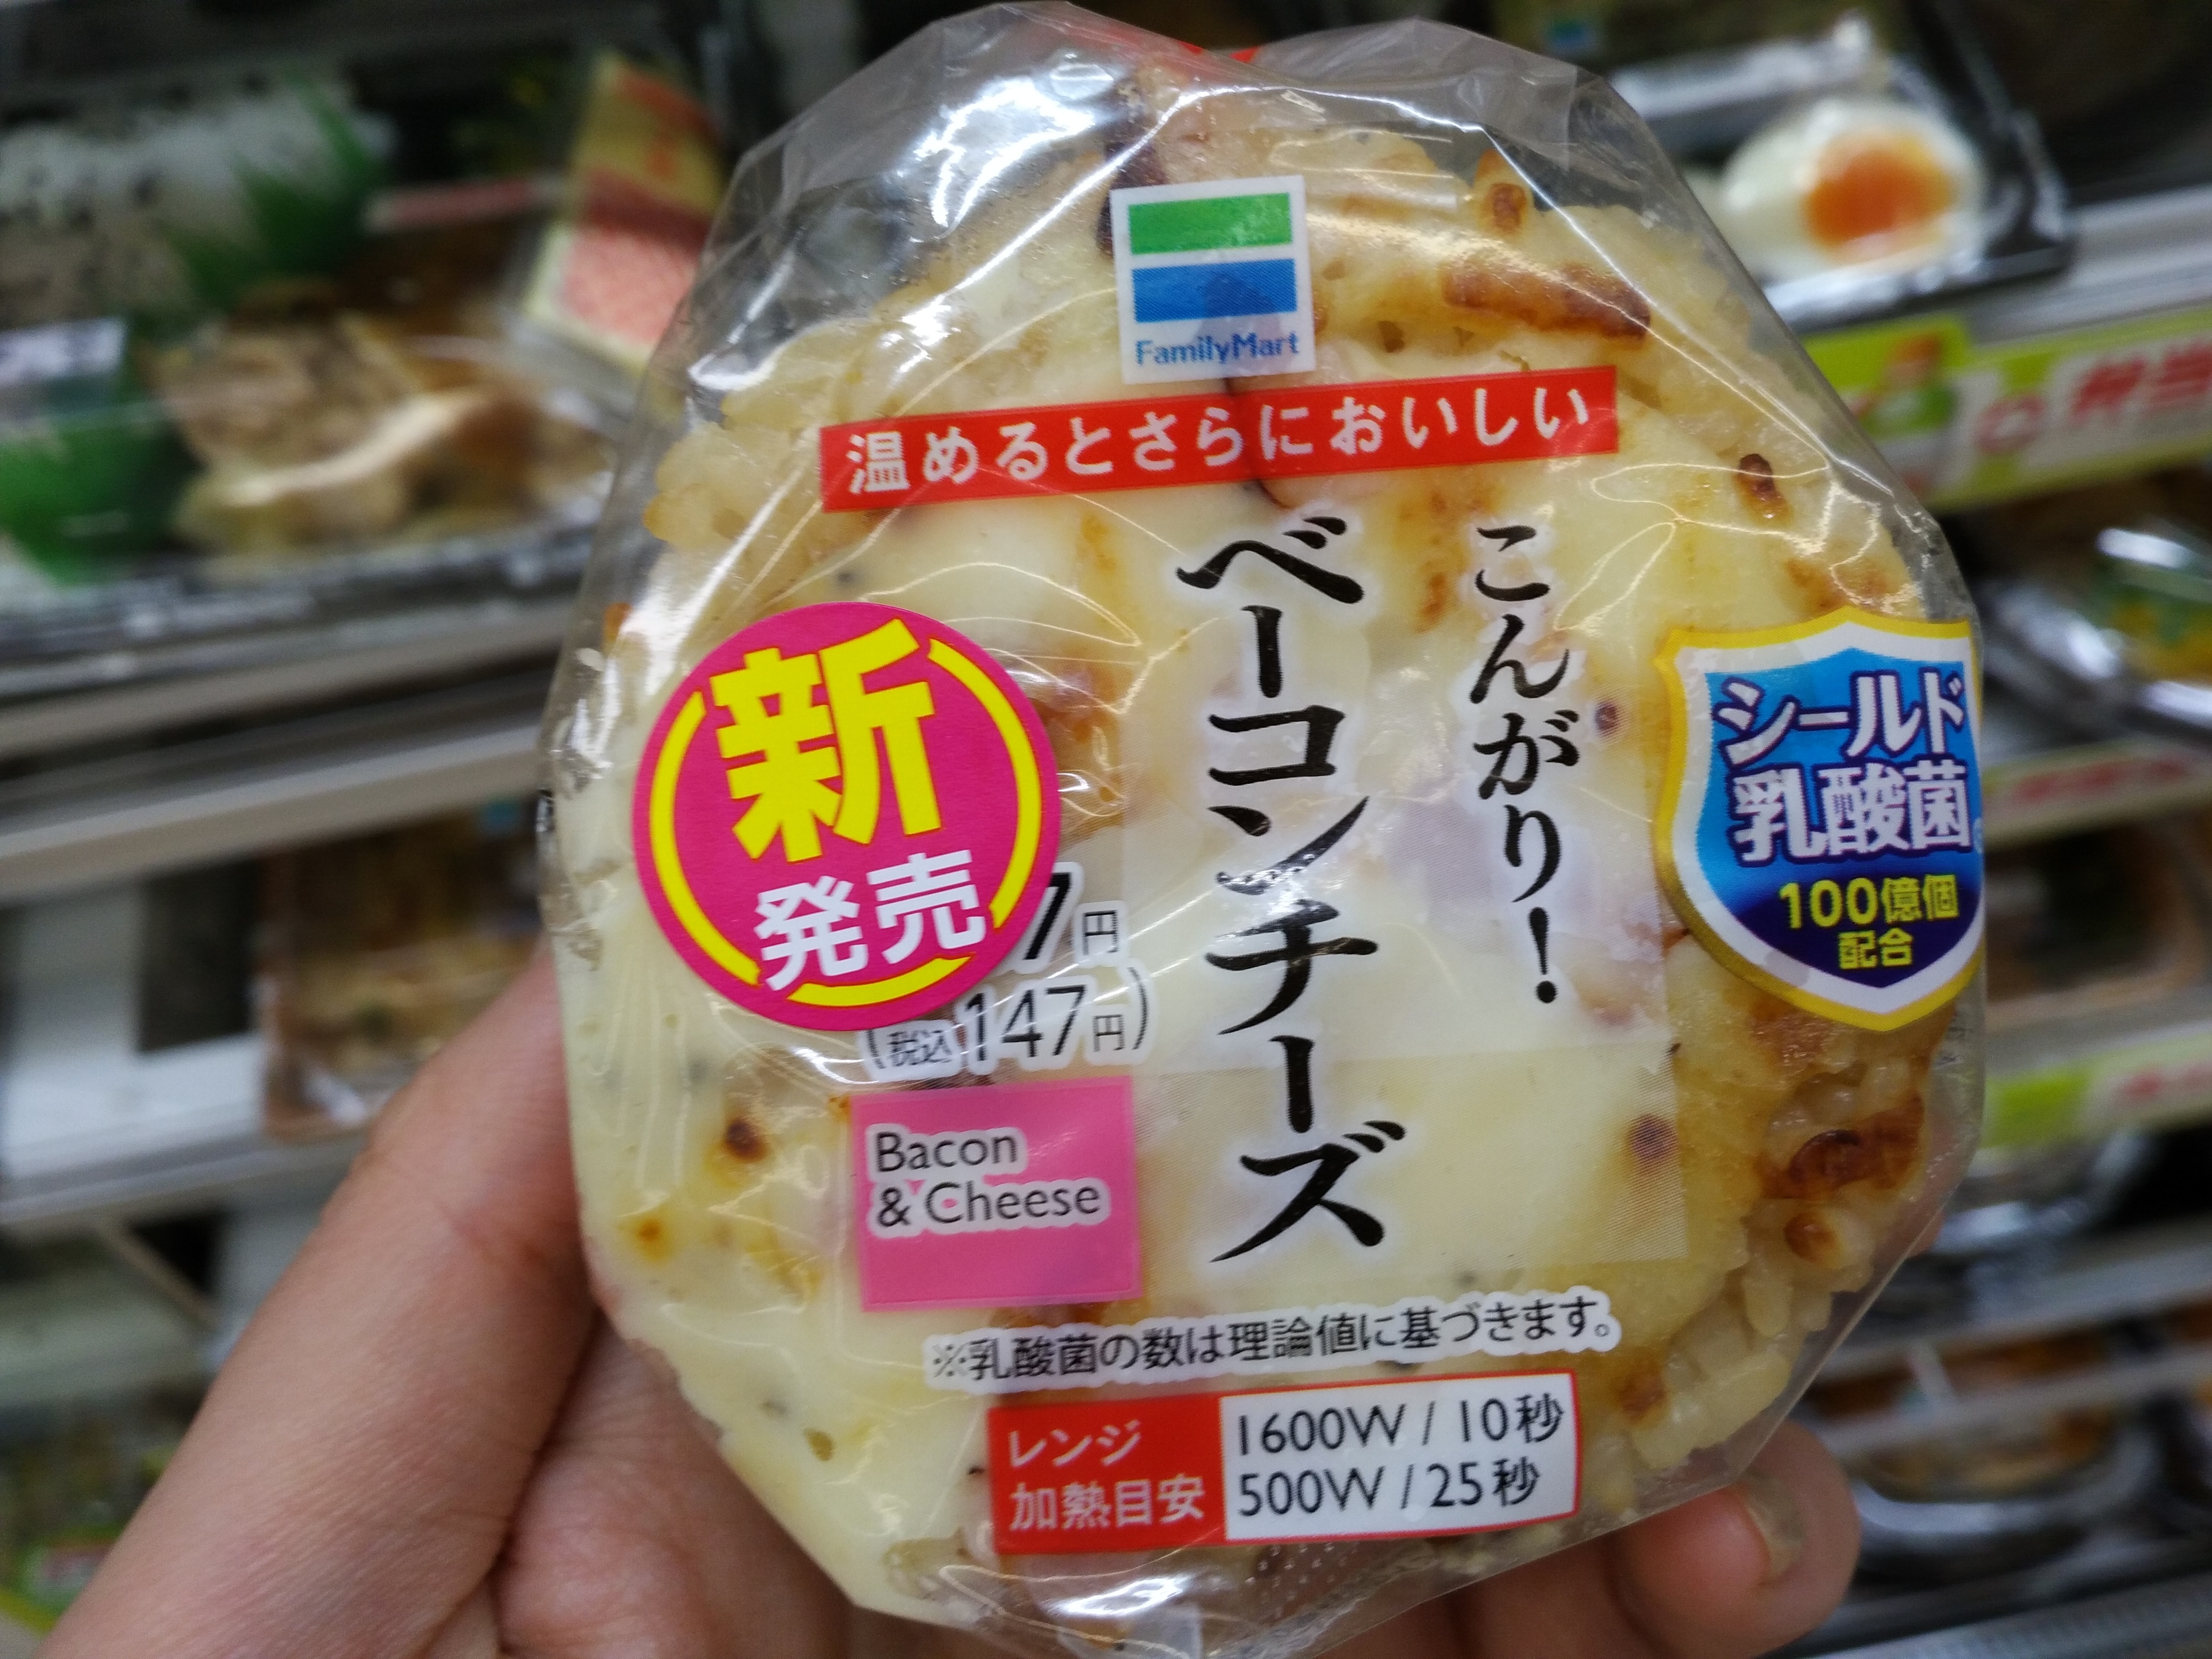 FamilyMart
温めるとさらにおいしい
こんがり!
ベーコンチーズ
シールド
乳酸菌
100億個
配合
新
発売
7円
(税込147円)
Bacon
& Cheese
※乳酸菌の数は理論値に基づきます。
レンジ
加熱目安
1600W / 10秒
500W / 25秒
弁当